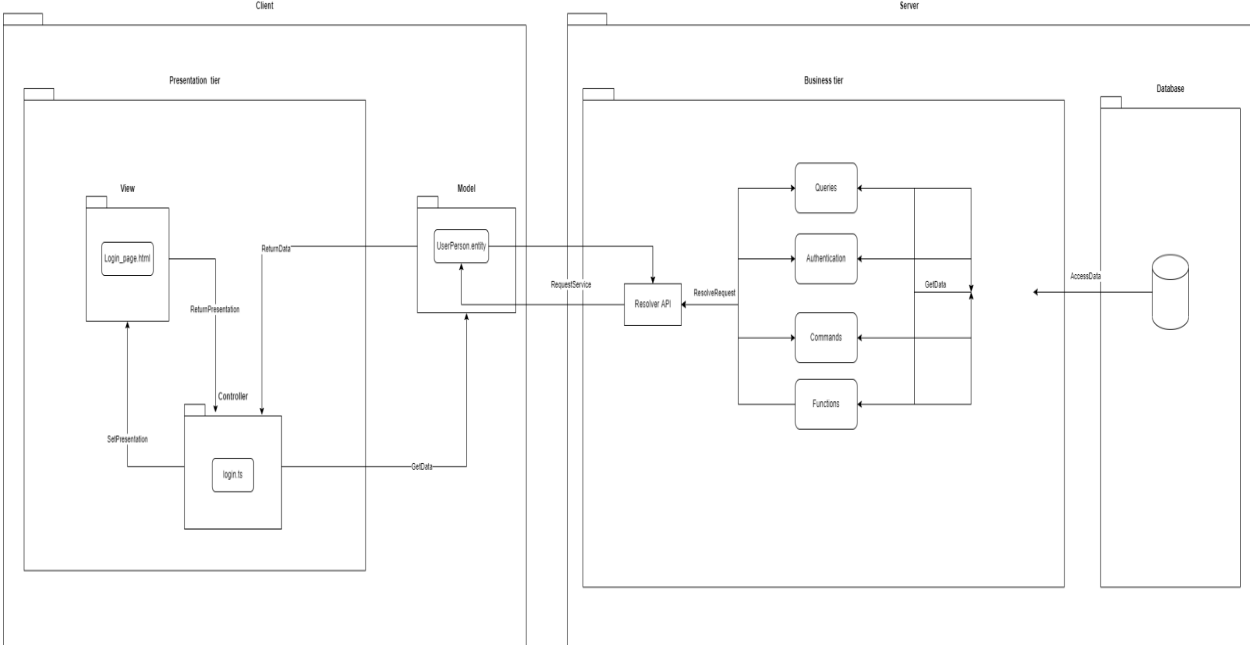 Client
Server
Presentation tier
Business tier
Database
View
Model
Queries
Login_page.html
UserPerson.entity
ReturnData
Authentication
RequestService
ResolveRequest
GetData
AccessData
Resolver API
ReturnPresentation
Commands
Controller
Functions
SetPresentation
GetData
login.ts